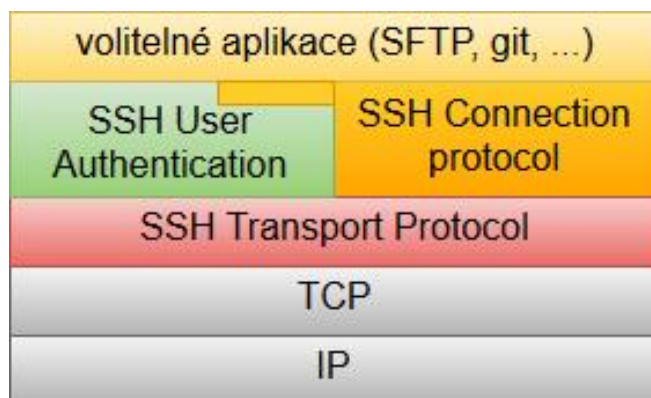 volitelné aplikace (SFTP, git, ...)
SSH User
Authentication
SSH Connection
protocol
SSH Transport Protocol
TCP
IP